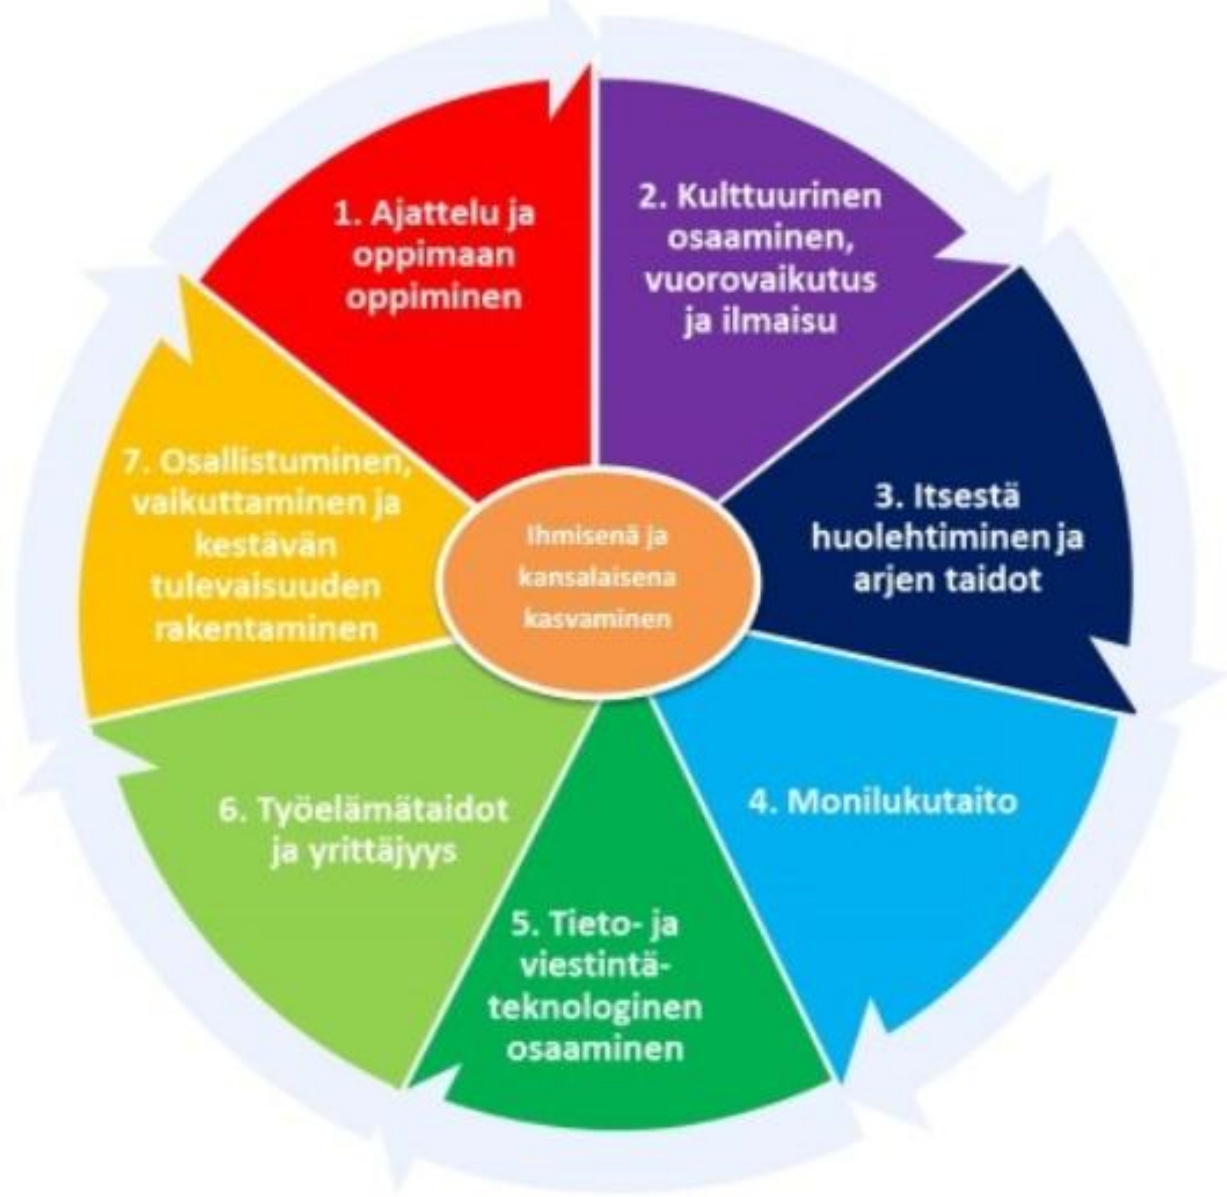 1. Ajattelu ja
oppimaan
oppiminen
2. Kulttuurinen
osaaminen,
vuorovaikutus
ja ilmaisu
3. Itsestä
huolehtiminen ja
arjen taidot
4. Monilukutaito
5. Tieto- ja
viestintä-
teknologinen
osaaminen
6. Työelämätaidot
ja yrittäjyys
7. Osallistuminen,
vaikuttaminen ja
kestävän
tulevaisuuden
rakentaminen
Ihmisenä ja
kansalaisena
kasvaminen